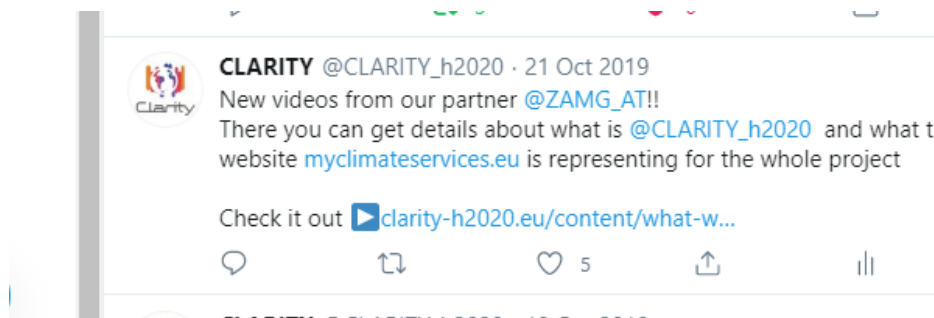 CLARITY @CLARITY_h2020 · 21 Oct 2019
Clarity
New videos from our partner @ZAMG_AT!!
There you can get details about what is @CLARITY_h2020 and what t
website myclimateservices.eu is representing for the whole project
Check it out ▶clarity-h2020.eu/content/what-w...
5